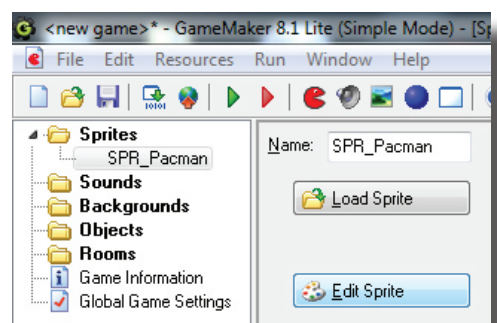 <new game>* - GameMaker 8.1 Lite (Simple Mode) - [Sp
File Edit Resources Run Window Help
Sprites
SPR_Pacman
Sounds
Backgrounds
Objects
Rooms
Game Information
Global Game Settings
Name: SPR_Pacman
Load Sprite
Edit Sprite